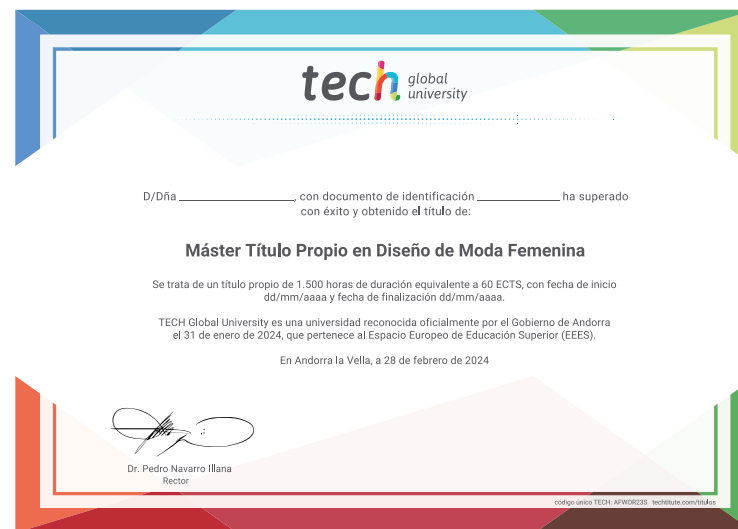 tech global university
D/Dña ____________________, con documento de identificación ______________ ha superado
con éxito y obtenido el título de:
Máster Título Propio en Diseño de Moda Femenina
Se trata de un título propio de 1.500 horas de duración equivalente a 60 ECTS, con fecha de inicio
dd/mm/aaaa y fecha de finalización dd/mm/aaaa.
TECH Global University es una universidad reconocida oficialmente por el Gobierno de Andorra
el 31 de enero de 2024, que pertenece al Espacio Europeo de Educación Superior (EEES).
En Andorra la Vella, a 28 de febrero de 2024
Dr. Pedro Navarro Illana
Rector
código único TECH: AFWOR23S techtitute.com/titulos